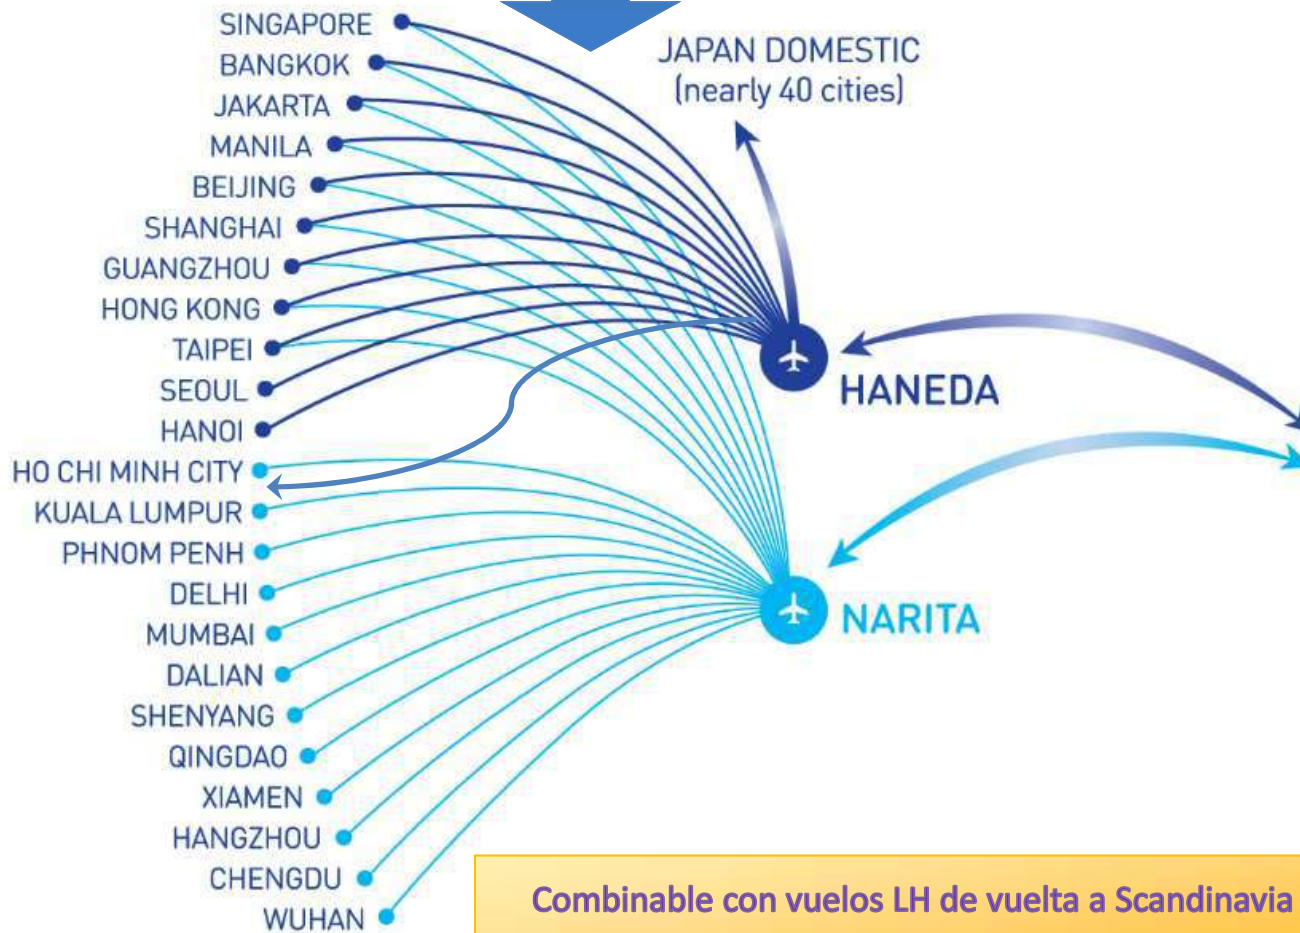 SINGAPORE
BANGKOK
JAKARTA
MANILA
BEIJING
SHANGHAI
GUANGZHOU
HONG KONG
TAIPEI
SEOUL
HANOI
HO CHI MINH CITY
KUALA LUMPUR
PHNOM PENH
DELHI
MUMBAI
DALIAN
SHENYANG
QINGDAO
XIAMEN
HANGZHOU
CHENGDU
WUHAN
JAPAN DOMESTIC
(nearly 40 cities)
HANEDA
NARITA
Combinable con vuelos LH de vuelta a Scandinavia